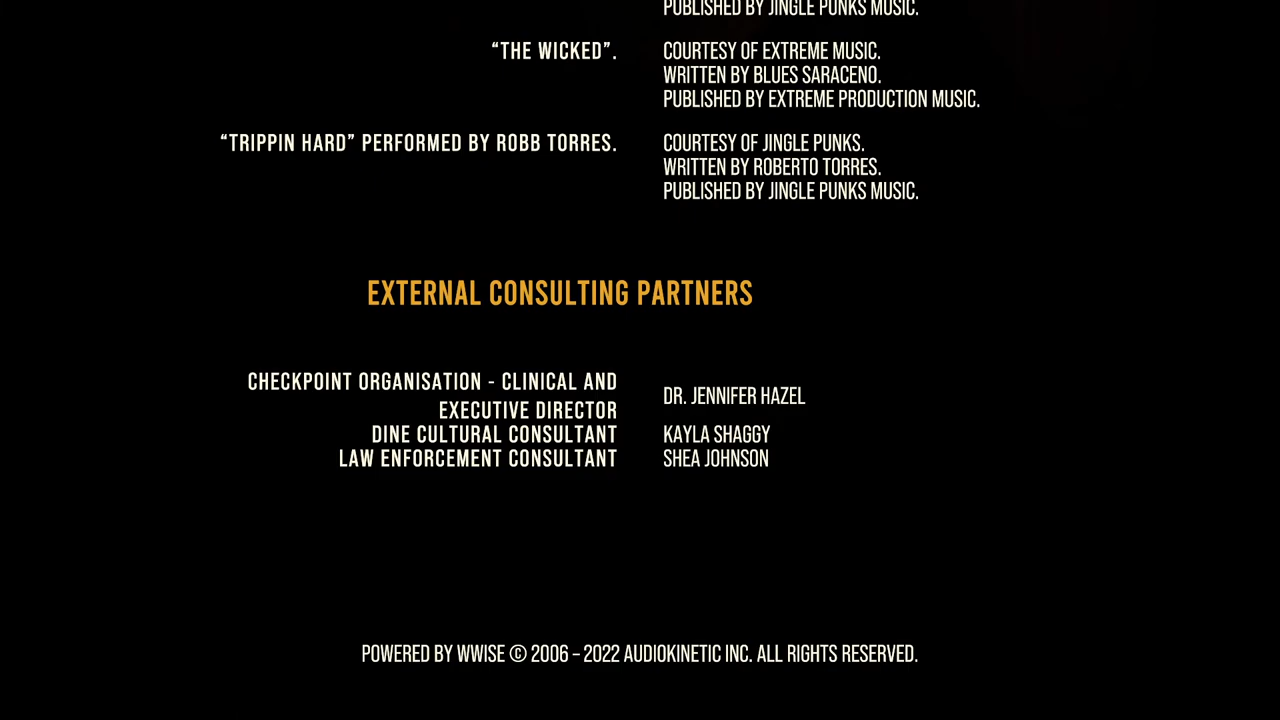 PUBLISHED BY JINGLE PUNKS MUSIC.
“THE WICKED”. COURTESY OF EXTREME MUSIC.
WRITTEN BY BLUES SARACENO.
PUBLISHED BY EXTREME PRODUCTION MUSIC.
“TRIPPIN HARD” PERFORMED BY ROBB TORRES. COURTESY OF JINGLE PUNKS.
WRITTEN BY ROBERTO TORRES.
PUBLISHED BY JINGLE PUNKS MUSIC.
EXTERNAL CONSULTING PARTNERS
CHECKPOINT ORGANISATION - CLINICAL AND
EXECUTIVE DIRECTOR DR. JENNIFER HAZEL
DINE CULTURAL CONSULTANT KAYLA SHAGGY
LAW ENFORCEMENT CONSULTANT SHEA JOHNSON
POWERED BY WWISE © 2006 – 2022 AUDIOKINETIC INC. ALL RIGHTS RESERVED.